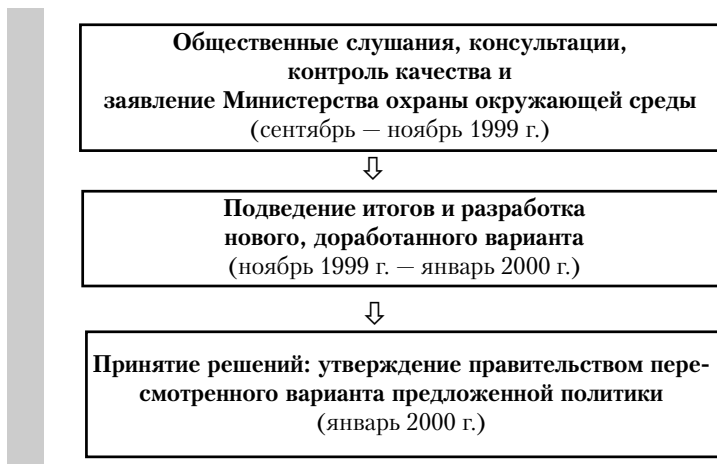 Общественные слушания, консультации,
контроль качества и
заявление Министерства охраны окружающей среды
(сентябрь — ноябрь 1999 г.)
⇩
Подведение итогов и разработка
нового, доработанного варианта
(ноябрь 1999 г. — январь 2000 г.)
⇩
Принятие решений: утверждение правительством пере-
смотренного варианта предложенной политики
(январь 2000 г.)